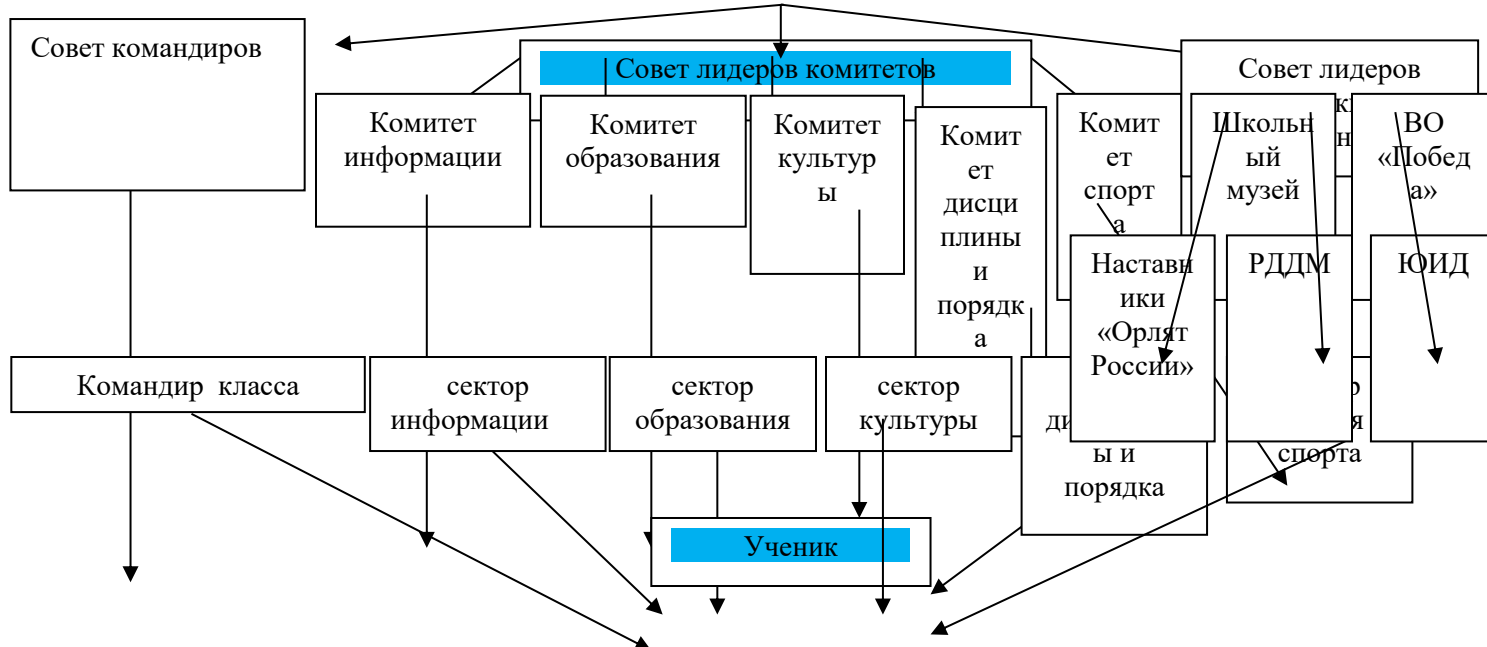 Совет командиров
Совет лидеров комитетов
Совет лидеров
Комитет
информации
Комитет
образования
Комитет
культур
ы
Комит
ет
дисци
плины
и
порядк
а
Комит
ет
спорт
а
Школьн
ый
музей
ВО
«Побед
а»
Наставн
ики
«Орлят
России»
РДДМ
ЮИД
Командир класса
сектор
информации
сектор
образования
сектор
культуры
ы и
порядка
спорта
Ученик